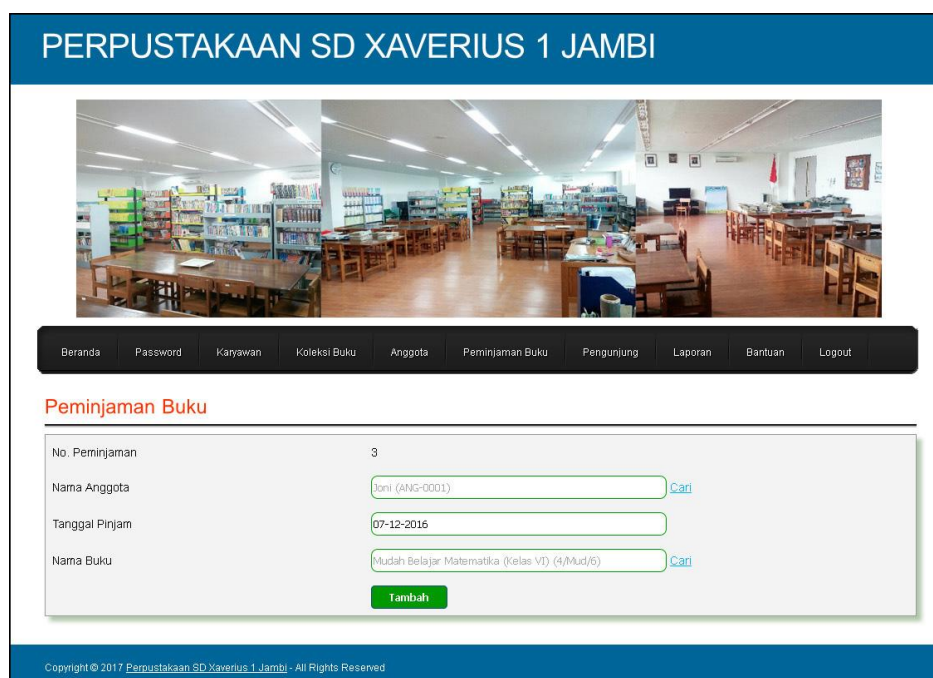 PERPUSTAKAAN SD XAVERIUS 1 JAMBI
Beranda Password Karyawan Koleksi Buku Anggota Peminjaman Buku Pengunjung Laporan Bantuan Logout
Peminjaman Buku
No. Peminjaman 3
Nama Anggota Joni (ANG-0001) Cari
Tanggal Pinjam 07-12-2016
Nama Buku Mudah Belajar Matematika (Kelas VI) (4/Mud/6) Cari
Tambah
Copyright © 2017 Perpustakaan SD Xaverius 1 Jambi - All Rights Reserved